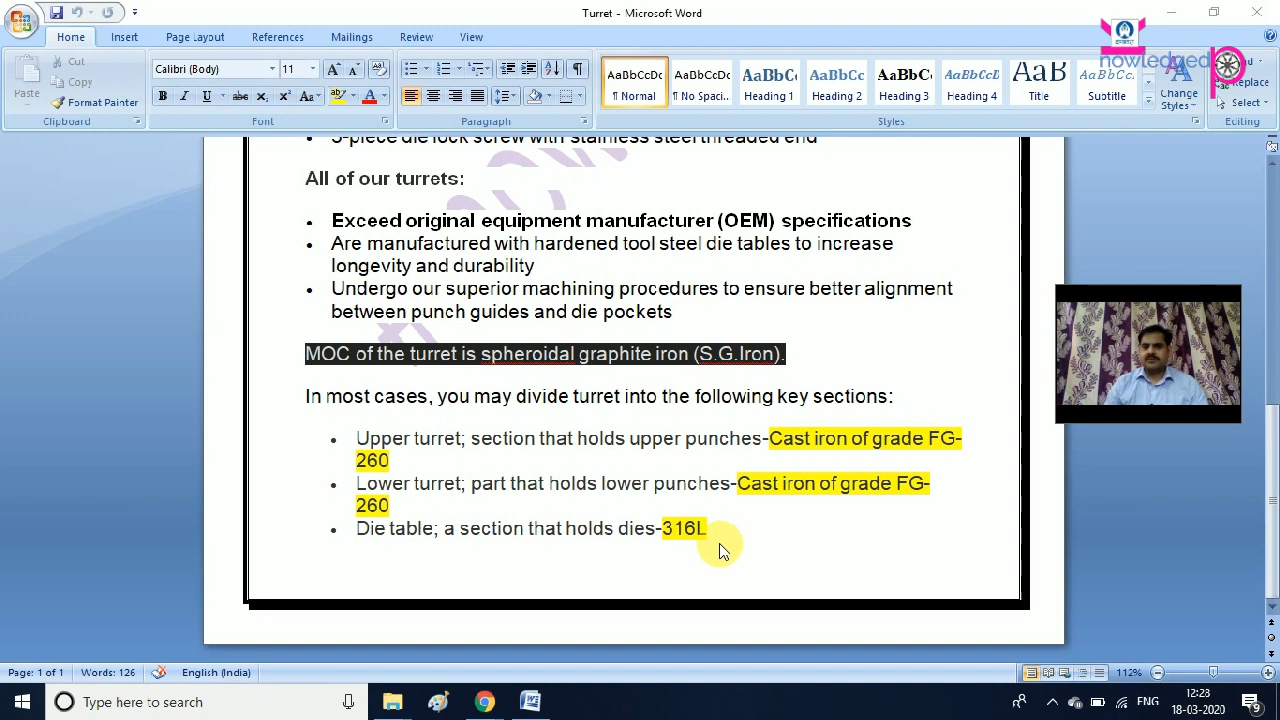 Turret - Microsoft Word
Home Insert Page Layout References Mailings Review View
Paste
Cut
Copy
Format Painter
Clipboard
Calibri (Body) 11
Font
Paragraph
AaBbCcDc AaBbCcDc AaBbC AaBbCc AaBbCc AaBbCcD AaB AaBbCcD
¶ Normal ¶ No Spaci... Heading 1 Heading 2 Heading 3 Heading 4 Title Subtitle
Change
Styles
Styles
Replace
Select
Editing
nowledge
3-piece die lock screw with stainless steel threaded end
All of our turrets:
• Exceed original equipment manufacturer (OEM) specifications
• Are manufactured with hardened tool steel die tables to increase
longevity and durability
• Undergo our superior machining procedures to ensure better alignment
between punch guides and die pockets
MOC of the turret is spheroidal graphite iron (S.G.Iron).
In most cases, you may divide turret into the following key sections:
• Upper turret; section that holds upper punches-Cast iron of grade FG-
260
• Lower turret; part that holds lower punches-Cast iron of grade FG-
260
• Die table; a section that holds dies-316L
Page: 1 of 1 Words: 126 English (India) 112%
Type here to search
ENG
12:28
18-03-2020
9